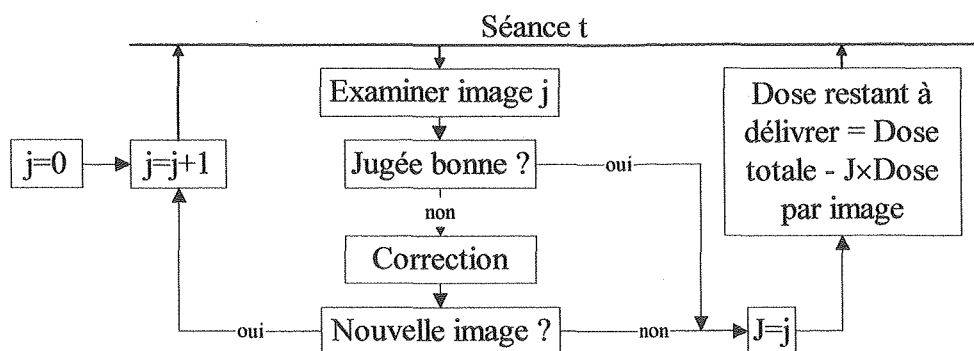 Séance t
Examiner image j
Jugée bonne ?
oui
j=0
j=j+1
non
Correction
Nouvelle image ?
oui
non
J=j
Dose restant à
délivrer = Dose
totale - J×Dose
par image